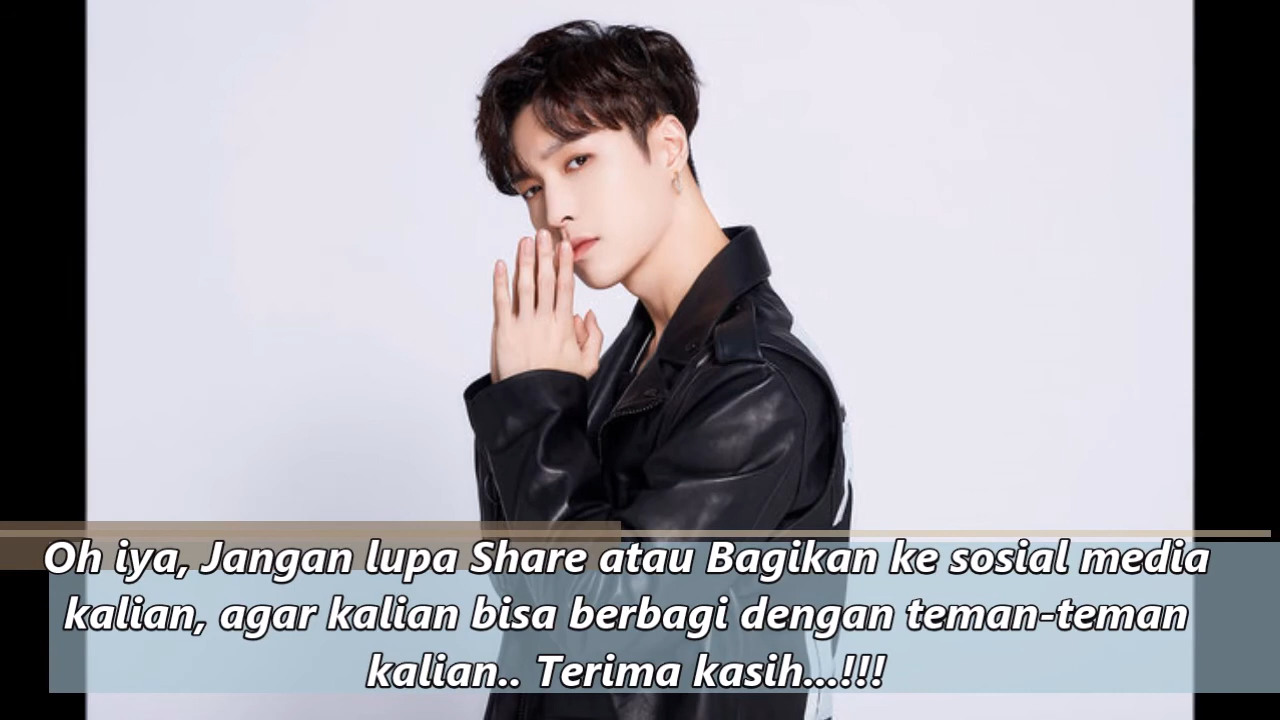 Oh iya, Jangan lupa Share atau Bagikan ke sosial media
kalian, agar kalian bisa berbagi dengan teman-teman
kalian.. Terima kasih...!!!